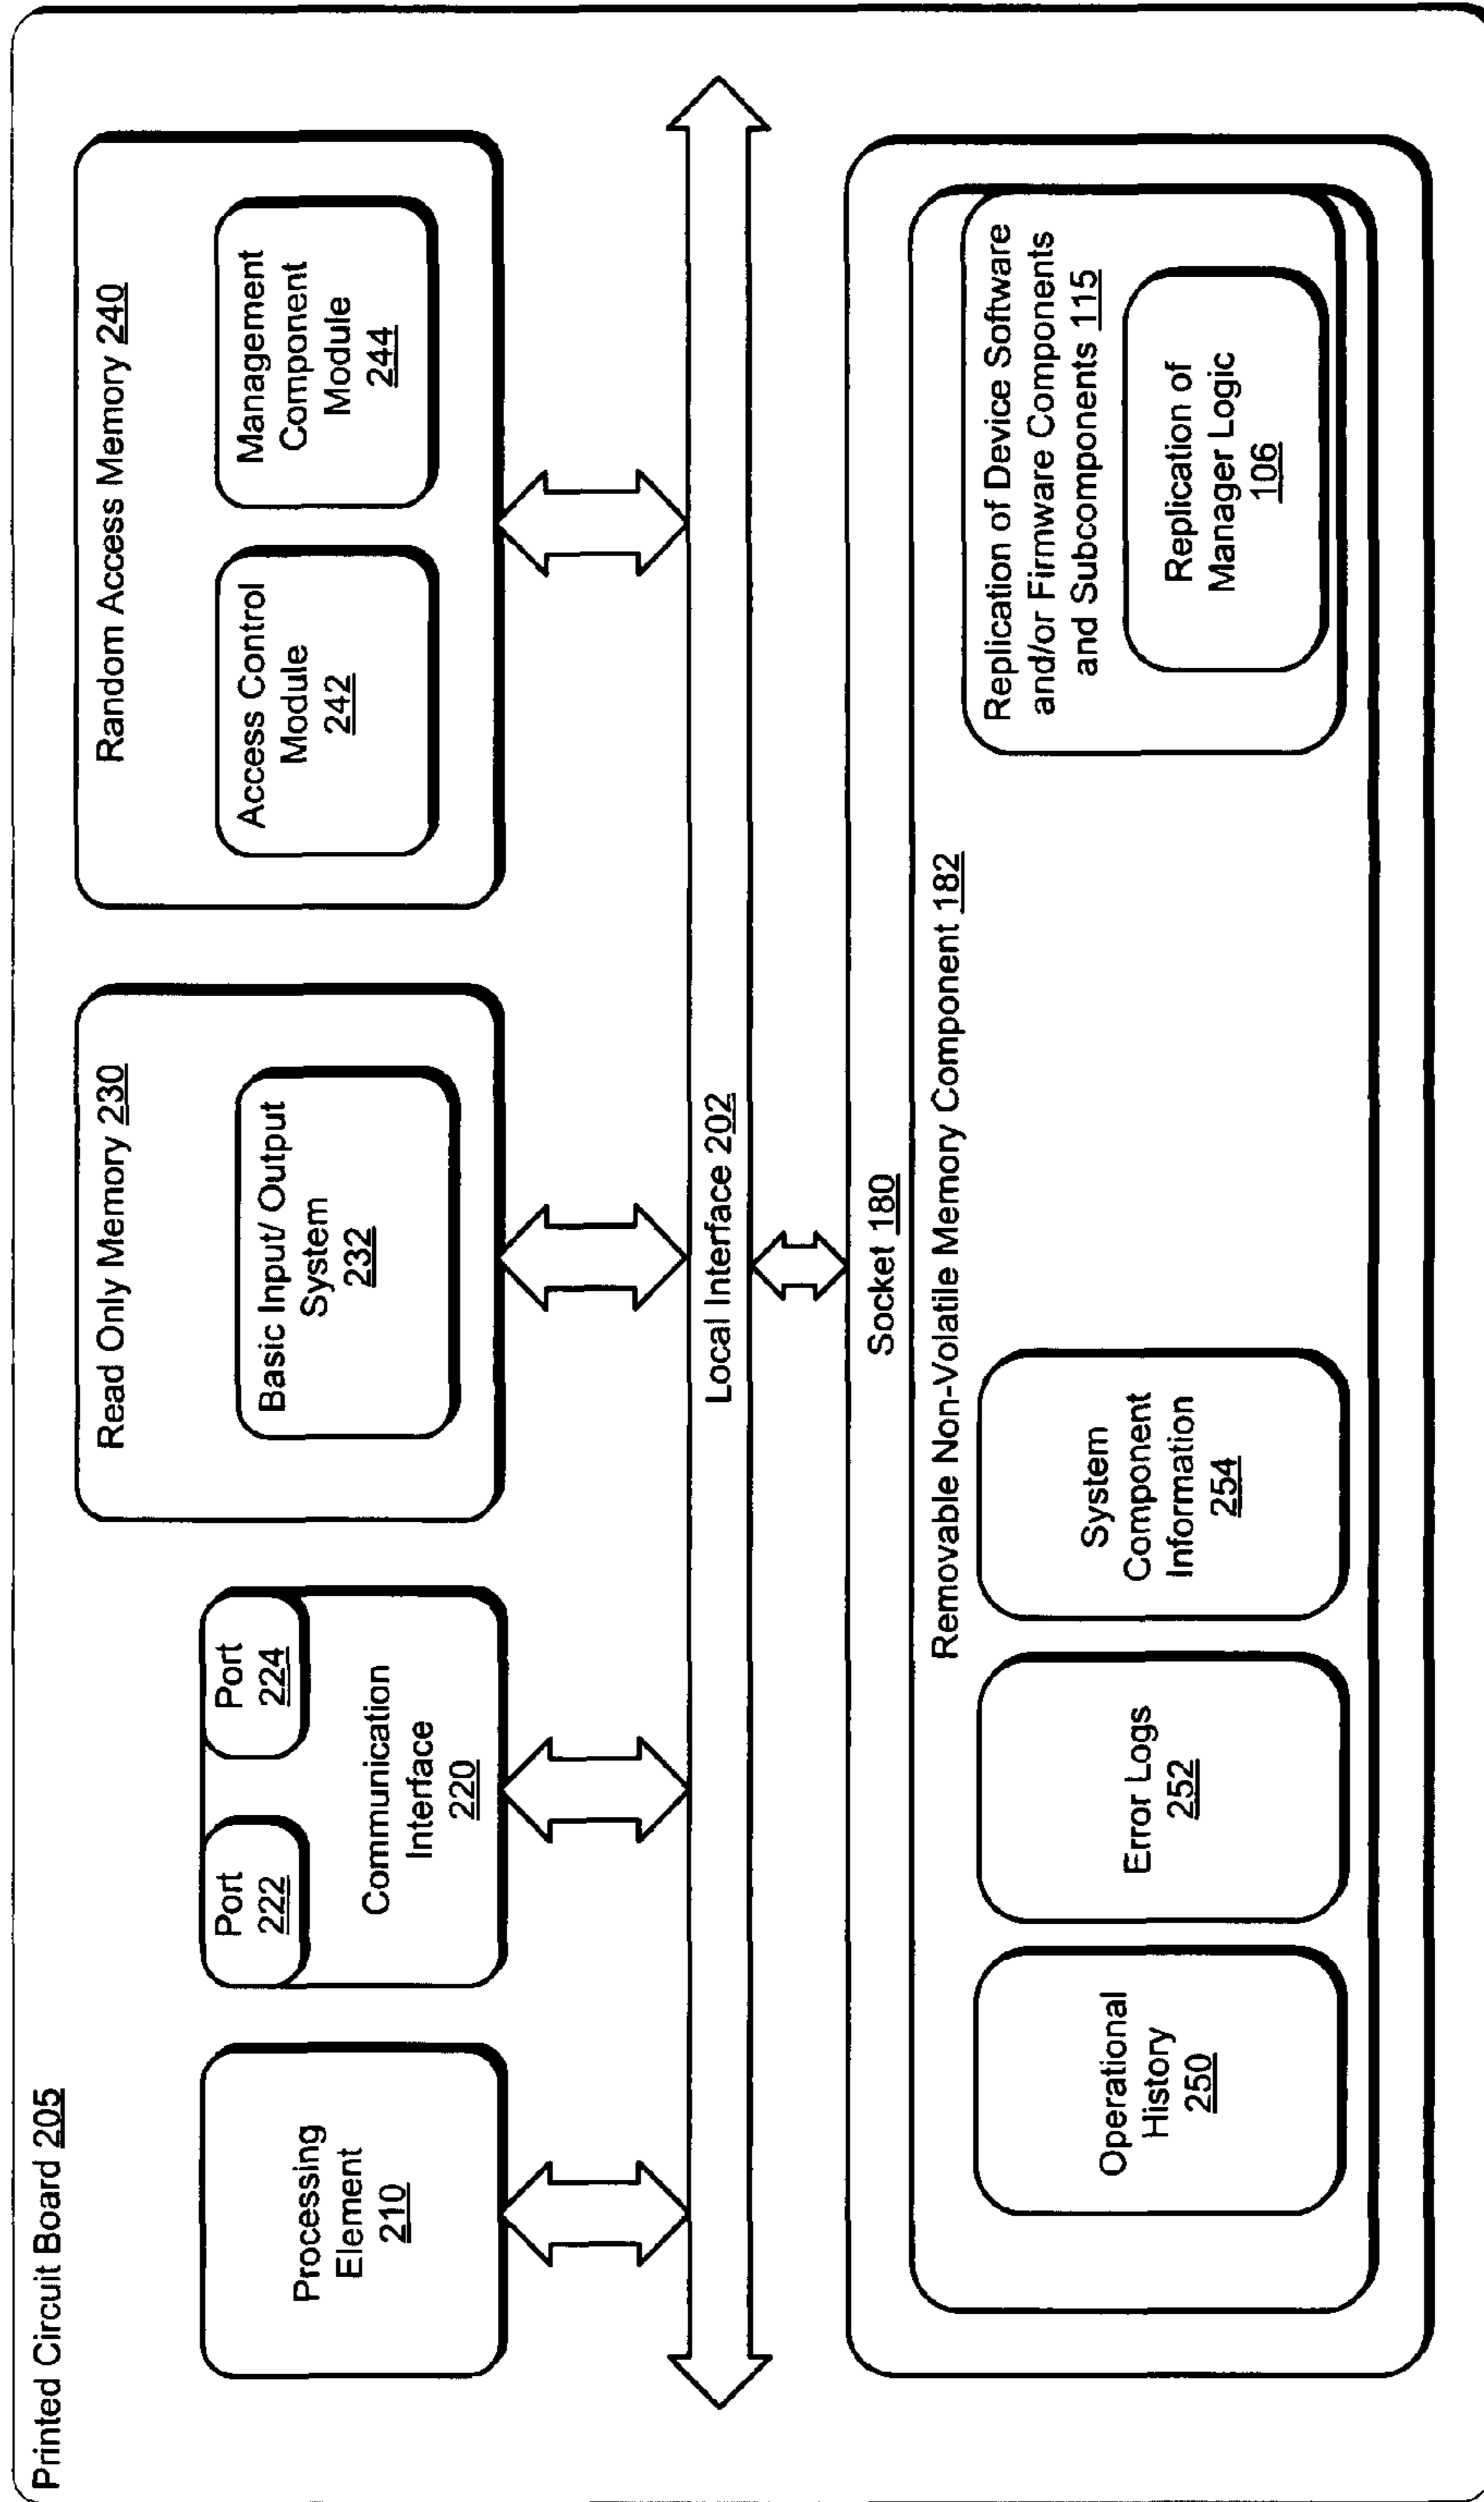 Printed Circuit Board 205
Processing
Element
210
Port
222
Port
224
Communication
Interface
220
Read Only Memory 230
Basic Input/ Output
System
232
Random Access Memory 240
Access Control
Module
242
Management
Component
Module
244
Local Interface 202
Socket 180
Removable Non-Volatile Memory Component 182
Operational
History
250
Error Logs
252
System
Component
Information
254
Replication of Device Software
and/or Firmware Components
and Subcomponents 115
Replication of
Manager Logic
106